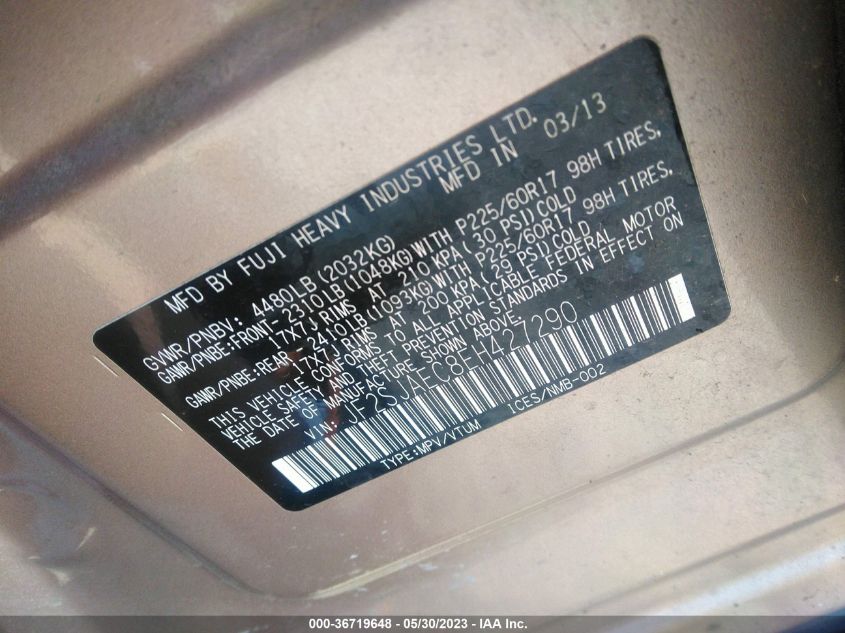 MFD BY FUJI HEAVY INDUSTRIES LTD.
MFD IN 03/13
GVWR/PNBV: 4480LB(2032KG)
GAWR/PNBE:FRONT- 2310LB(1048KG)WITH P225/60R17 98H TIRES,
17X7J RIMS AT 210 KPA( 30 PSI)COLD
GAWR/PNBE:REAR - 2410LB(1093KG)WITH P225/60R17 98H TIRES,
17X7J RIMS AT 200 KPA( 29 PSI)COLD.
THIS VEHICLE CONFORMS TO ALL APPLICABLE FEDERAL MOTOR
VEHICLE SAFETY AND THEFT PREVENTION STANDARDS IN EFFECT ON
THE DATE OF MANUFACTURE SHOWN ABOVE.
VIN: JF2SJAEC8EH427290
TYPE:MPV/VTUM ICES/NMB-002
000-36719648 - 05/30/2023 - IAA Inc.